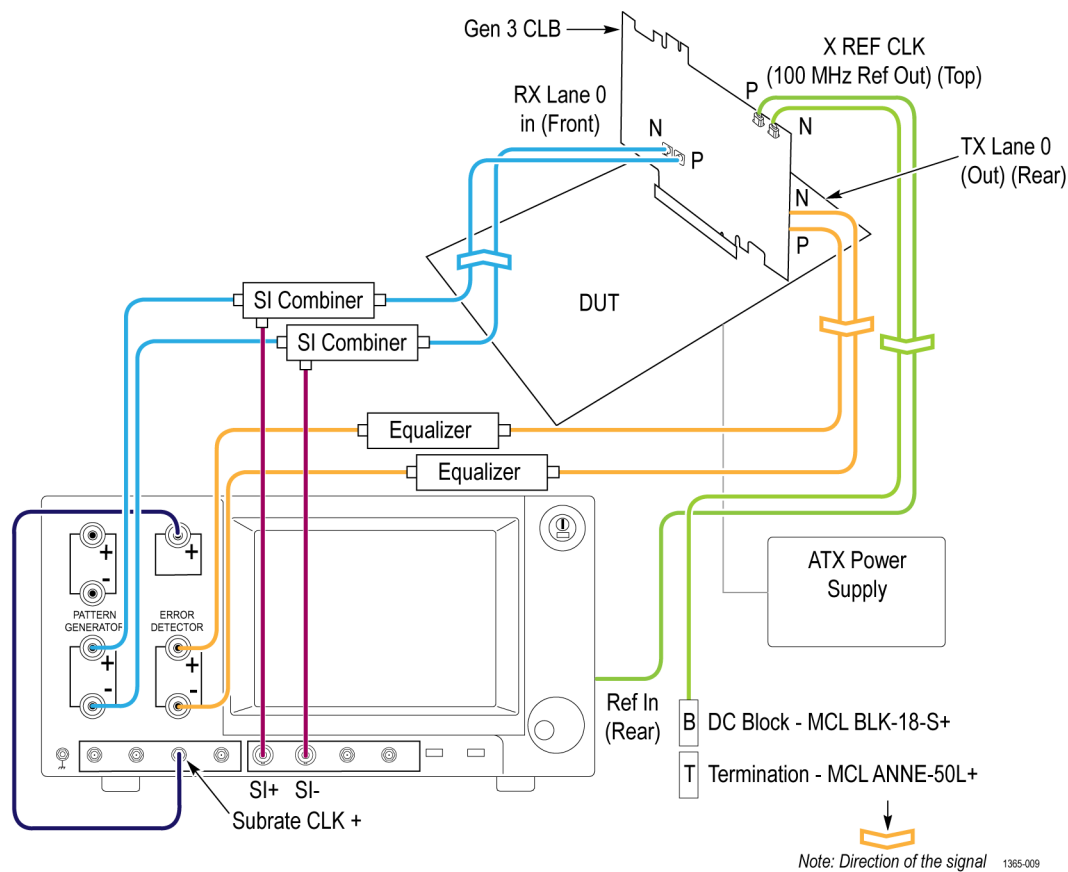 Gen 3 CLB
X REF CLK
(100 MHz Ref Out) (Top)
RX Lane 0
in (Front)
P
N
N
P
TX Lane 0
(Out) (Rear)
N
P
DUT
SI Combiner
SI Combiner
Equalizer
Equalizer
+
-
+
PATTERN
GENERATOR
ERROR
DETECTOR
+
-
+
-
ATX Power
Supply
Ref In
(Rear)
B DC Block - MCL BLK-18-S+
T Termination - MCL ANNE-50L+
SI+ SI-
Subrate CLK +
Note: Direction of the signal 1365-009